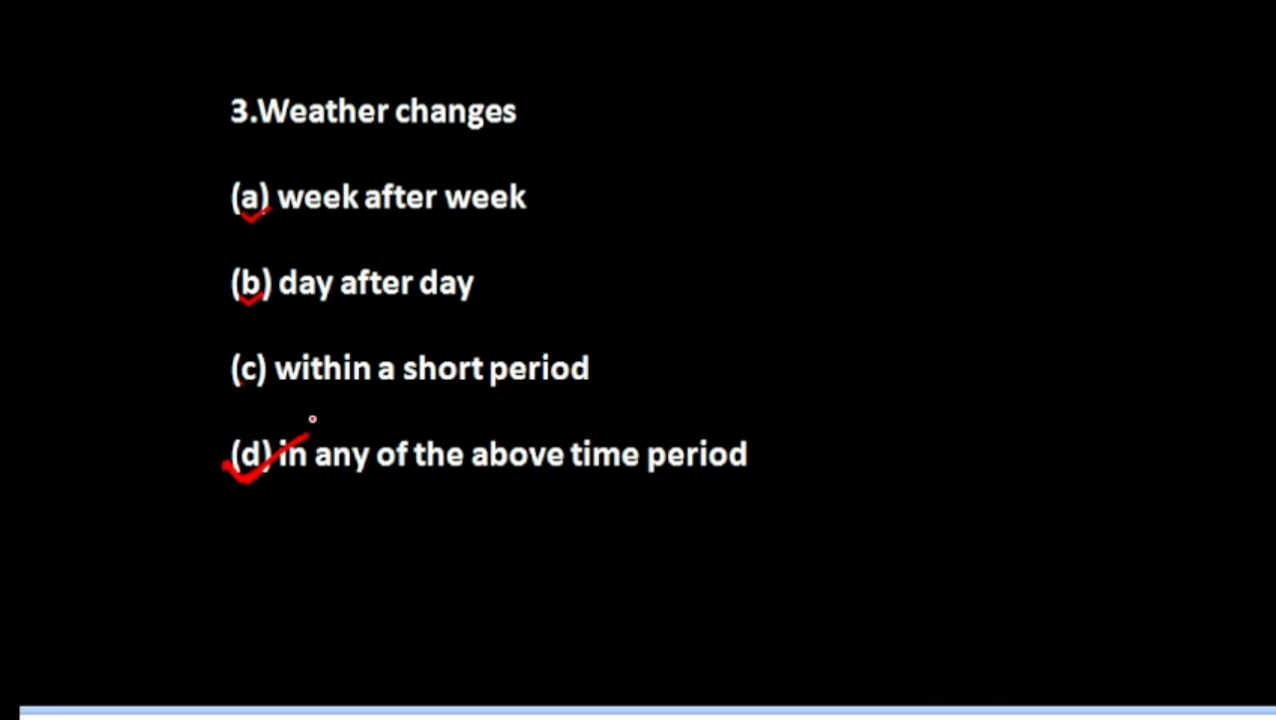 3.Weather changes
(a) week after week
(b) day after day
(c) within a short period
(d) in any of the above time period